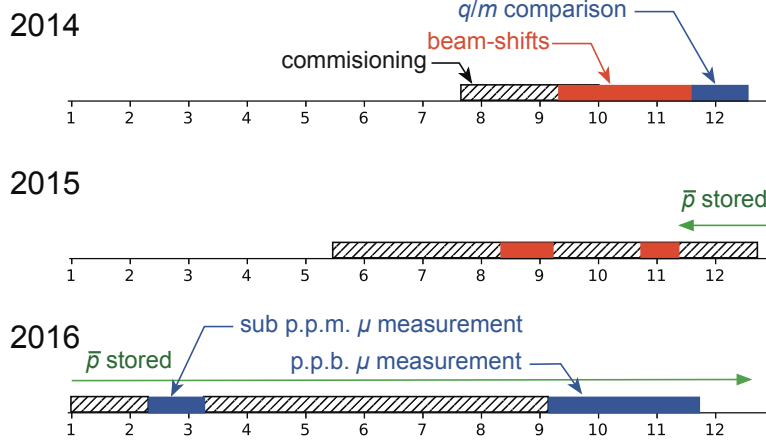 2014
q/m comparison
beam-shifts
commisioning
1 2 3 4 5 6 7 8 9 10 11 12
2015
p̅ stored
1 2 3 4 5 6 7 8 9 10 11 12
2016
sub p.p.m. μ measurement
p̅ stored
p.p.b. μ measurement
1 2 3 4 5 6 7 8 9 10 11 12